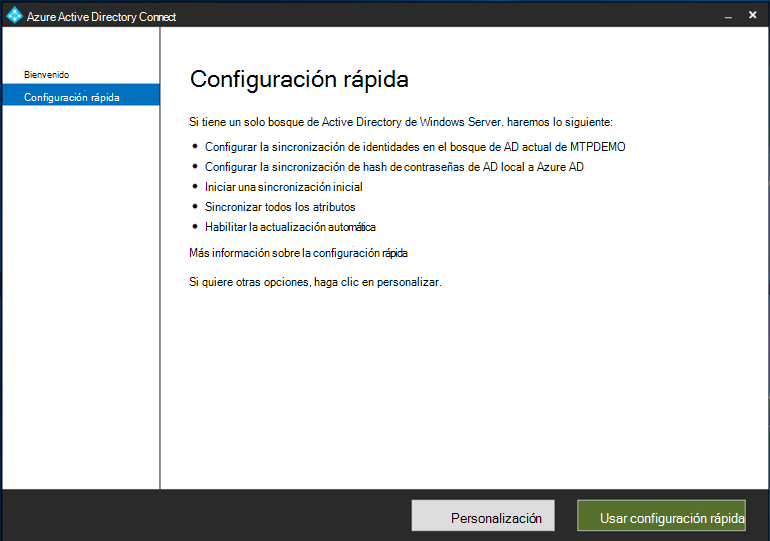 Azure Active Directory Connect
Bienvenido
Configuración rápida
Configuración rápida
Si tiene un solo bosque de Active Directory de Windows Server. haremos lo siguiente:
• Configurar la sincronización de identidades en el bosque de AD actual de MTPDEMO
• Configurar la sincronización de hash de contraseñas de AD local a Azure AD
• Iniciar una sincronización inicial
• Sincronizar todos los atributos
• Habilitar la actualización automática
Más información sobre la configuración rápida
Si quiere otras opciones, haga clic en personalizar.
Personalización
Usar configuración rápida